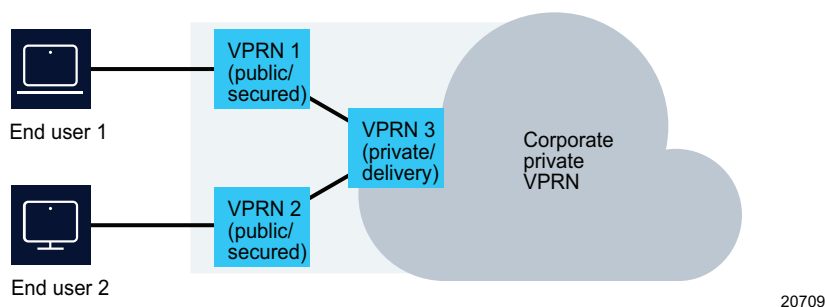 End user 1
VPRN 1
(public/
secured)
VPRN 3
(private/
delivery)
Corporate
private
VPRN
VPRN 2
(public/
secured)
End user 2
20709